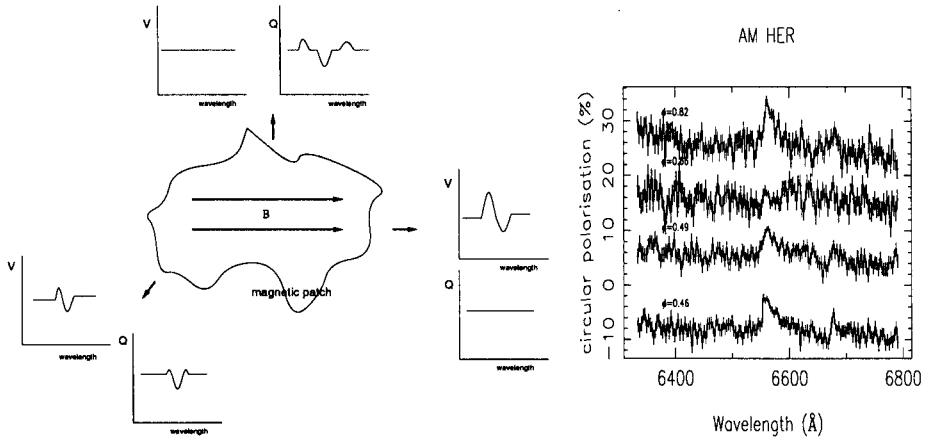 V
wavelength
Q
wavelength
B
magnetic patch
V
wavelength
Q
wavelength
V
wavelength
Q
wavelength
AM HER
circular polarisation (%)
30
20
10
0
-10
ϕ=0.82
ϕ=0.49
ϕ=0.46
6400
6600
6800
Wavelength (Å)